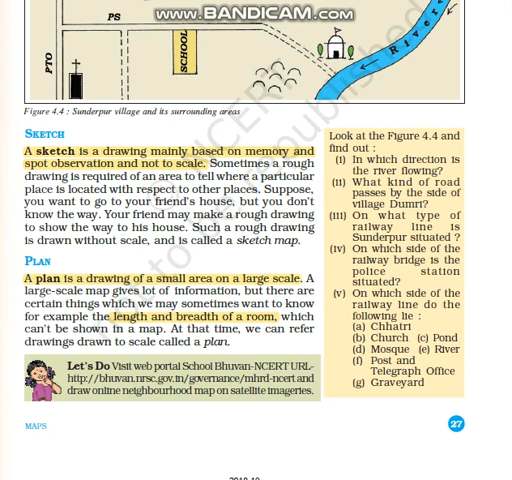 www.BANDICAM.com
PS
SCHOOL
PTO
River
Figure 4.4 : Sunderpur village and its surrounding areas
SKETCH
A sketch is a drawing mainly based on memory and
spot observation and not to scale. Sometimes a rough
drawing is required of an area to tell where a particular
place is located with respect to other places. Suppose,
you want to go to your friend's house, but you don't
know the way. Your friend may make a rough drawing
to show the way to his house. Such a rough drawing
is drawn without scale, and is called a sketch map.
PLAN
A plan is a drawing of a small area on a large scale. A
large-scale map gives lot of information, but there are
certain things which we may sometimes want to know
for example the length and breadth of a room, which
can't be shown in a map. At that time, we can refer
drawings drawn to scale called a plan.
Let's Do Visit web portal School Bhuvan-NCERT URL-
http://bhuvan.nrsc.gov.in/governance/mhrd-ncert and
draw online neighbourhood map on satellite imageries.
Look at the Figure 4.4 and
find out :
(i) In which direction is
the river flowing?
(ii) What kind of road
passes by the side of
village Dumri?
(iii) On what type of
railway line is
Sunderpur situated ?
(iv) On which side of the
railway bridge is the
police station
situated?
(v) On which side of the
railway line do the
following lie :
(a) Chhatri
(b) Church (c) Pond
(d) Mosque (e) River
(f) Post and
Telegraph Office
(g) Graveyard
MAPS
27